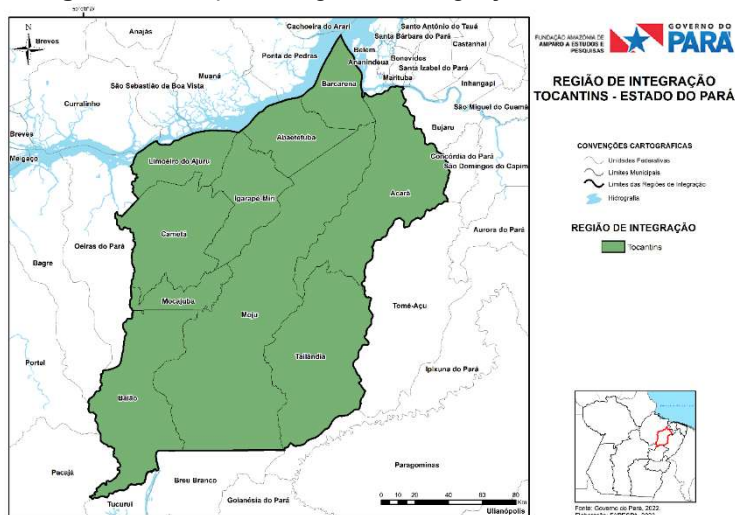 Cachoeira do Arari
Santo Antônio do Tauá
Santa Bárbara do Pará
Anajás
Breves
Belém
Castanhal
Ponta de Pedras
Ananindeua
Benevides
Santa Izabel do Pará
Muaná
Marituba
São Sebastião da Boa Vista
Barcarena
Inhangapi
Curralinho
São Miguel do Guamá
Breves
Abaetetuba
Bujaru
Melgaço
Limoeiro do Ajuru
Concórdia do Pará
São Domingos do Capim
Igarapé-Miri
Acará
Cametá
Aurora do Pará
Oeiras do Pará
Bagre
Mocajuba
Moju
Tomé-Açu
Tailândia
Portel
Ipixuna do Pará
Baião
Pacajá
Paragominas
Breu Branco
Goianésia do Pará
Tucuruí
Ulianópolis
0 10 20 40 60 80
Km
N
FUNDAÇÃO AMAZÔNIA DE
AMPARO A ESTUDOS E
PESQUISAS
GOVERNO DO
PARÁ
REGIÃO DE INTEGRAÇÃO
TOCANTINS - ESTADO DO PARÁ
CONVENÇÕES CARTOGRÁFICAS
Unidades Federativas
Limites Municipais
Limites das Regiões de Integração
Hidrografia
REGIÃO DE INTEGRAÇÃO
Tocantins
Fonte: Governo do Pará, 2022.
Elaboração: FAPESPA, 2022.